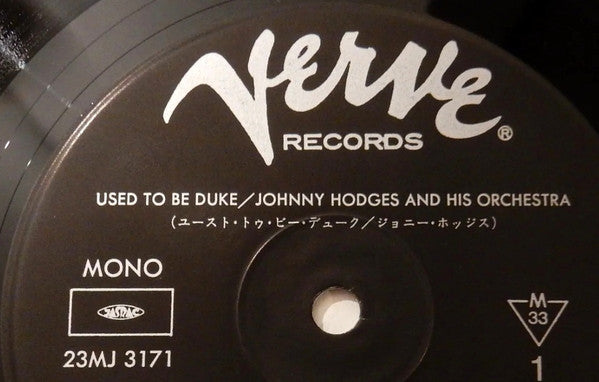 Verve
RECORDS ®
USED TO BE DUKE／JOHNNY HODGES AND HIS ORCHESTRA
(ユースト・トゥ・ビー・デューク／ジョニー・ホッジス)
MONO
JASRAC
M
33
23MJ 3171
1